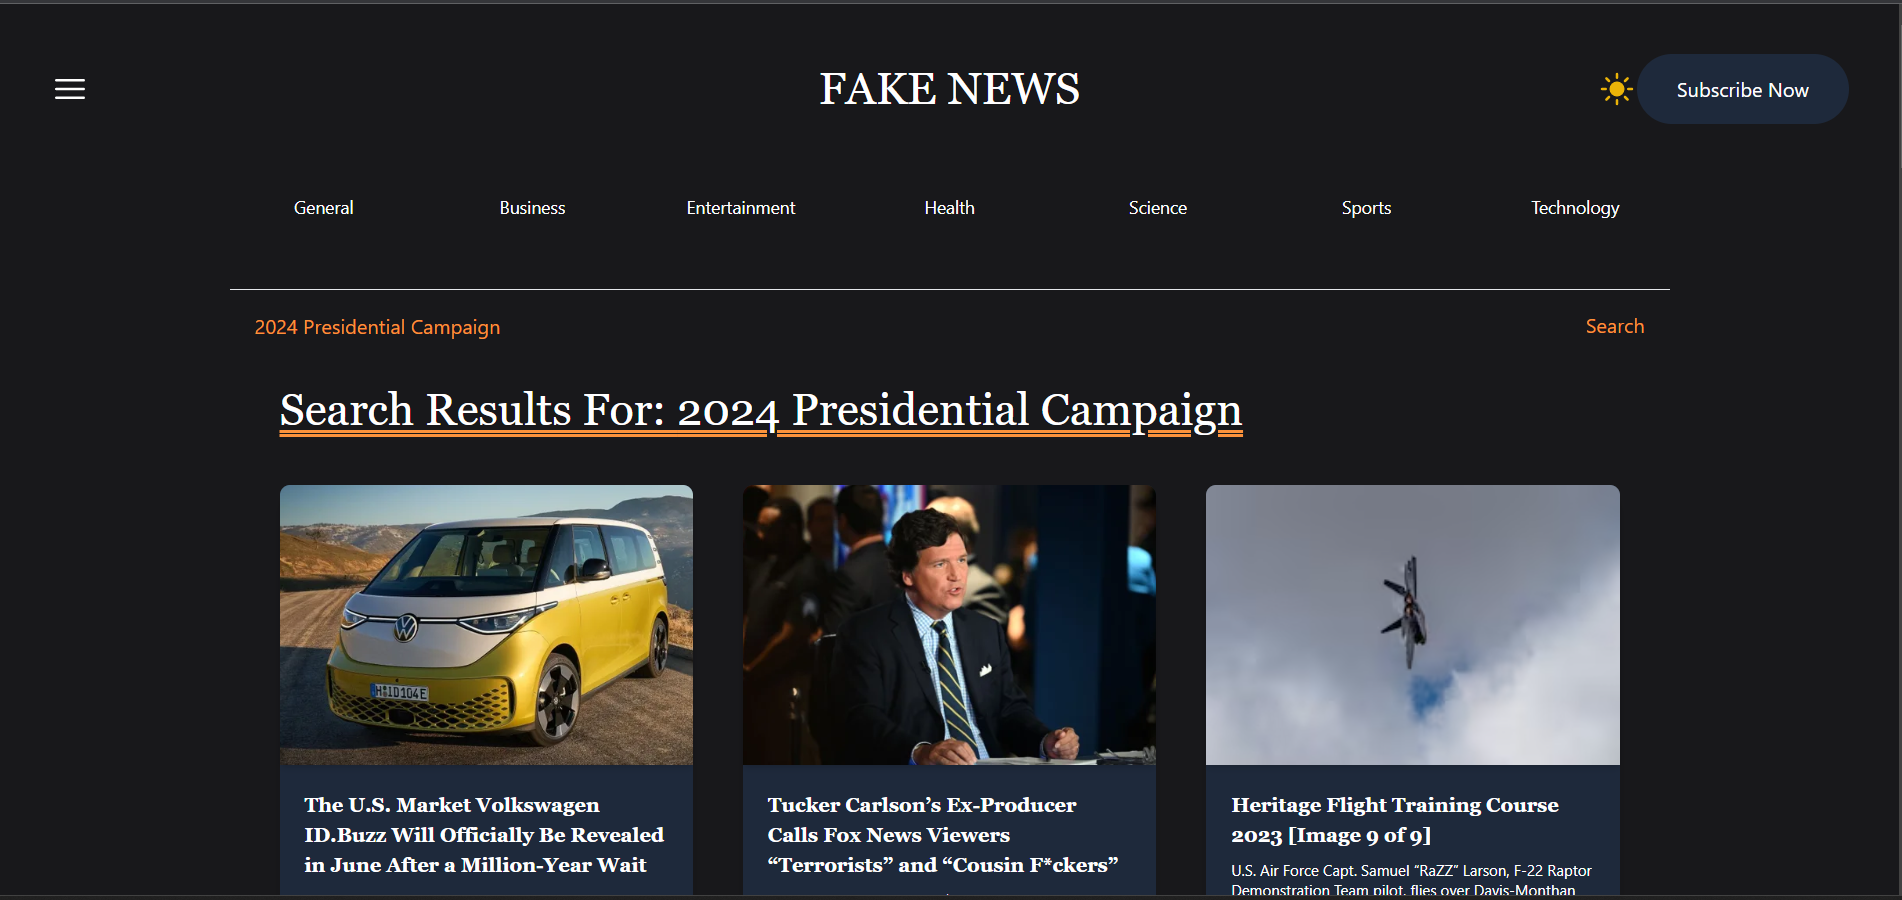 FAKE NEWS
Subscribe Now
General
Business
Entertainment
Health
Science
Sports
Technology
2024 Presidential Campaign
Search
Search Results For: 2024 Presidential Campaign
H ID104E
The U.S. Market Volkswagen
ID.Buzz Will Officially Be Revealed
in June After a Million-Year Wait
Tucker Carlson’s Ex-Producer
Calls Fox News Viewers
“Terrorists” and “Cousin F*ckers”
Heritage Flight Training Course
2023 [Image 9 of 9]
U.S. Air Force Capt. Samuel “RaZZ” Larson, F-22 Raptor
Demonstration Team pilot, flies over Davis-Monthan